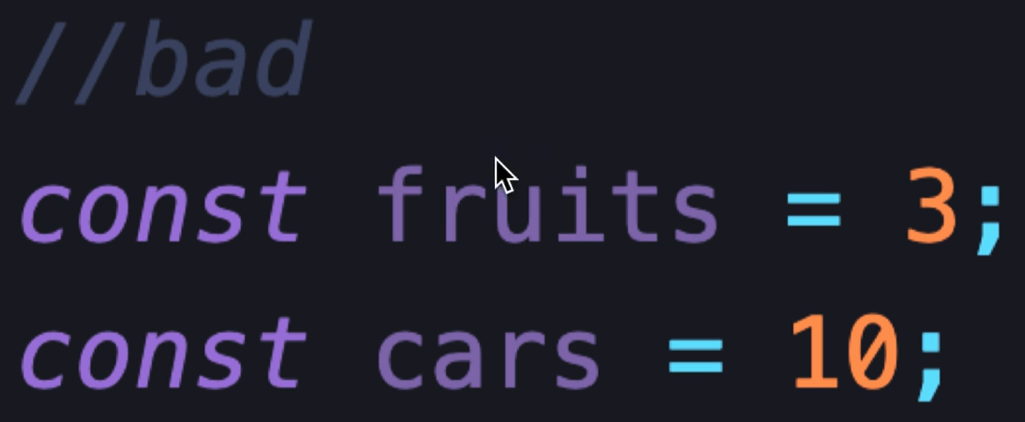 //bad
const fruits = 3;
const cars = 10;